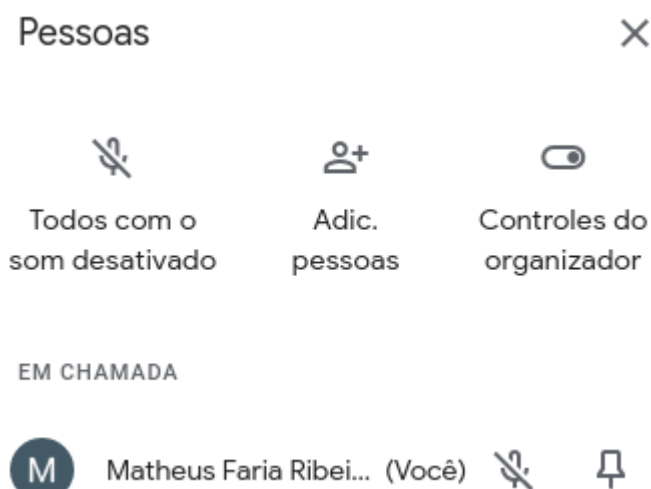 Pessoas
Todos com o
som desativado
Adic.
pessoas
Controles do
organizador
EM CHAMADA
M Matheus Faria Ribei... (Você)